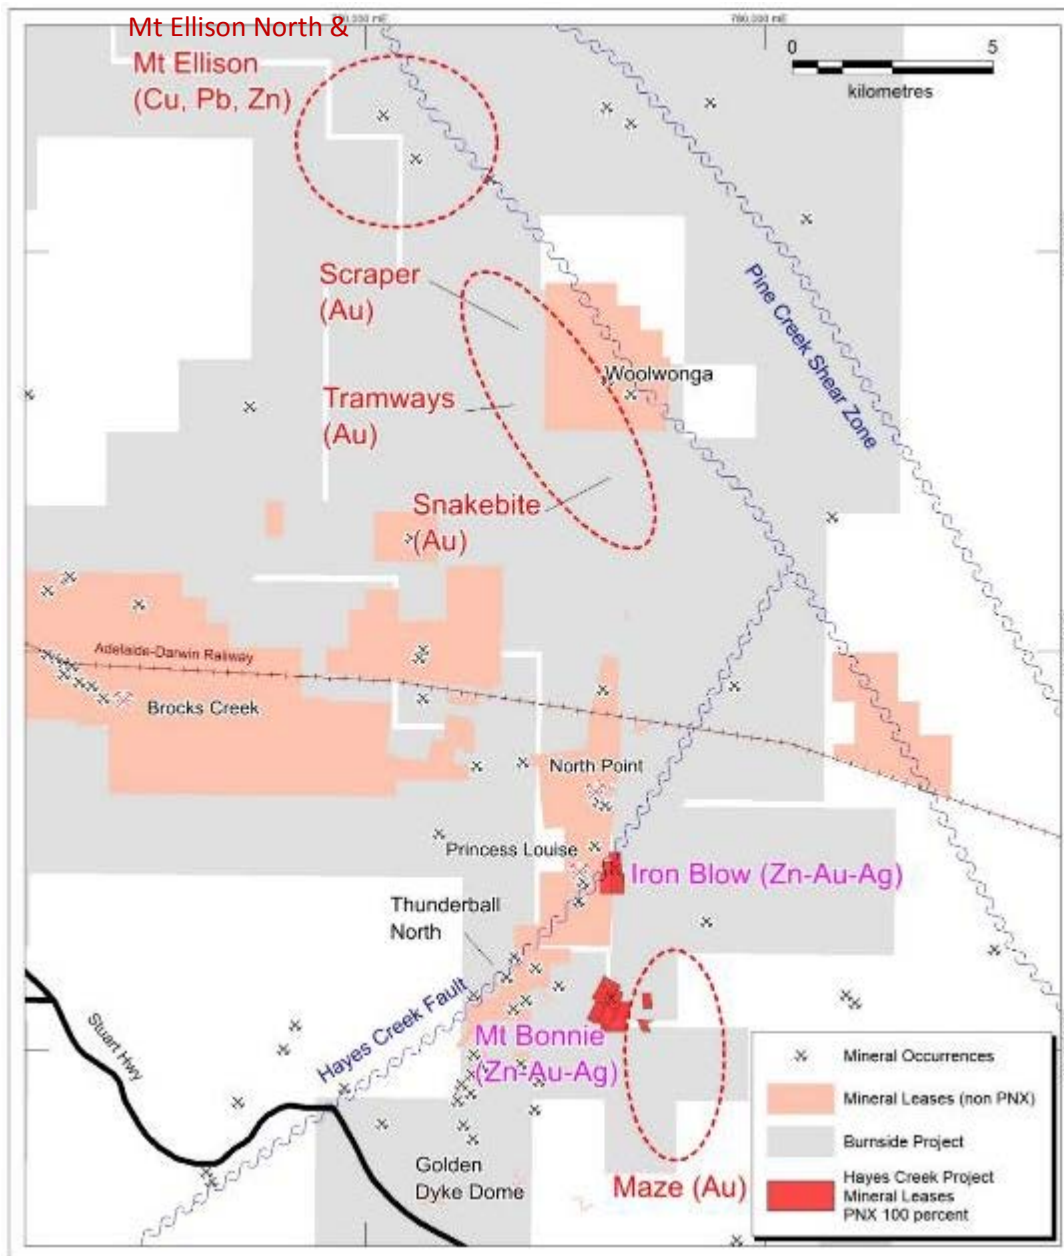 Mt Ellison North &
Mt Ellison
(Cu, Pb, Zn)
780,000 mE
0 5
kilometres
Scraper
(Au)
Pine Creek Shear Zone
Woolwonga
Tramways
(Au)
Snakebite
(Au)
Adelaide-Darwin Railway
Brocks Creek
North Point
Princess Louise
Iron Blow (Zn-Au-Ag)
Thunderball
North
Hayes Creek Fault
Stuart Hwy
Mt Bonnie
(Zn-Au-Ag)
Golden
Dyke Dome
Maze (Au)
Mineral Occurrences
Mineral Leases (non PNX)
Burnside Project
Hayes Creek Project
Mineral Leases
PNX 100 percent